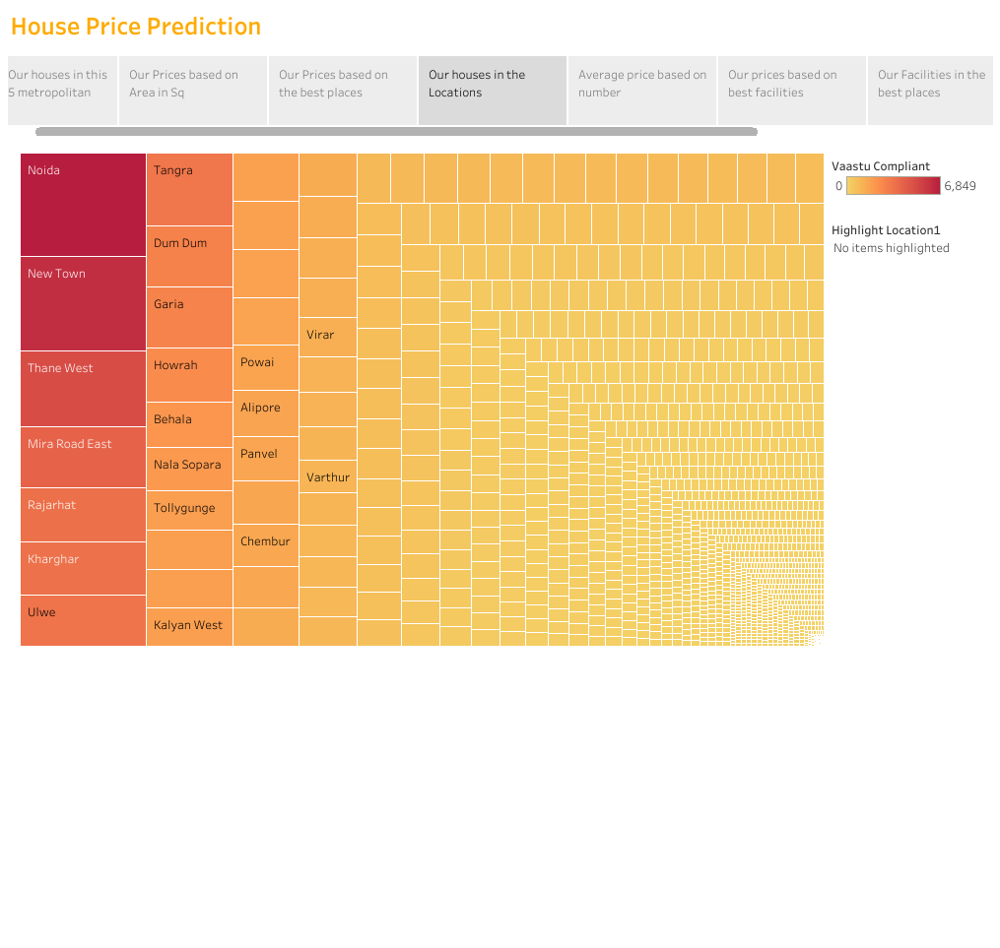 House Price Prediction
Our houses in this
5 metropolitan
Our Prices based on
Area in Sq
Our Prices based on
the best places
Our houses in the
Locations
Average price based on
number
Our prices based on
best facilities
Our Facilities in the
best places
Noida
New Town
Thane West
Mira Road East
Rajarhat
Kharghar
Ulwe
Tangra
Dum Dum
Garia
Howrah
Behala
Nala Sopara
Tollygunge
Kalyan West
Powai
Alipore
Panvel
Chembur
Virar
Varthur
Vaastu Compliant
0 6,849
Highlight Location1
No items highlighted